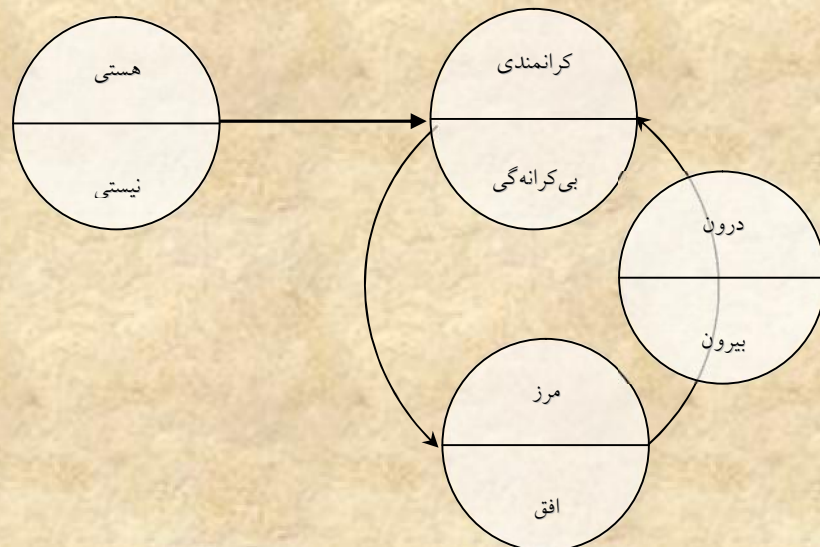 هستی
نیستی
کرانمندی
بی‌کرانه‌گی
درون
بیرون
مرز
افق